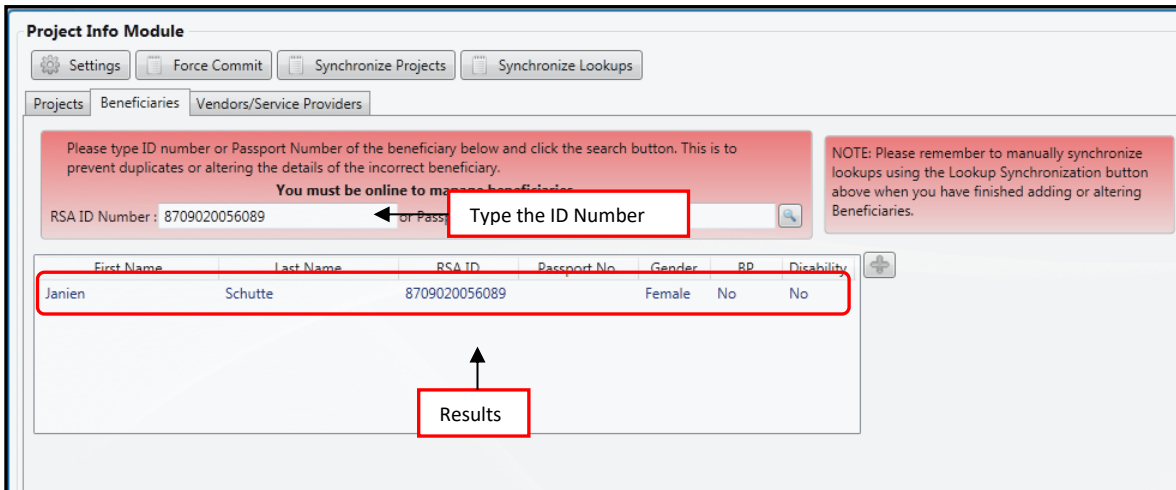 Project Info Module
Settings Force Commit Synchronize Projects Synchronize Lookups
Projects Beneficiaries Vendors/Service Providers
Please type ID number or Passport Number of the beneficiary below and click the search button. This is to
prevent duplicates or altering the details of the incorrect beneficiary.
You must be online to manage beneficiaries
RSA ID Number : 8709020056089 or Passp
Type the ID Number
NOTE: Please remember to manually synchronize
lookups using the Lookup Synchronization button
above when you have finished adding or altering
Beneficiaries.
First Name Last Name RSA ID Passport No Gender BP Disability
Janien Schutte 8709020056089 Female No No
Results